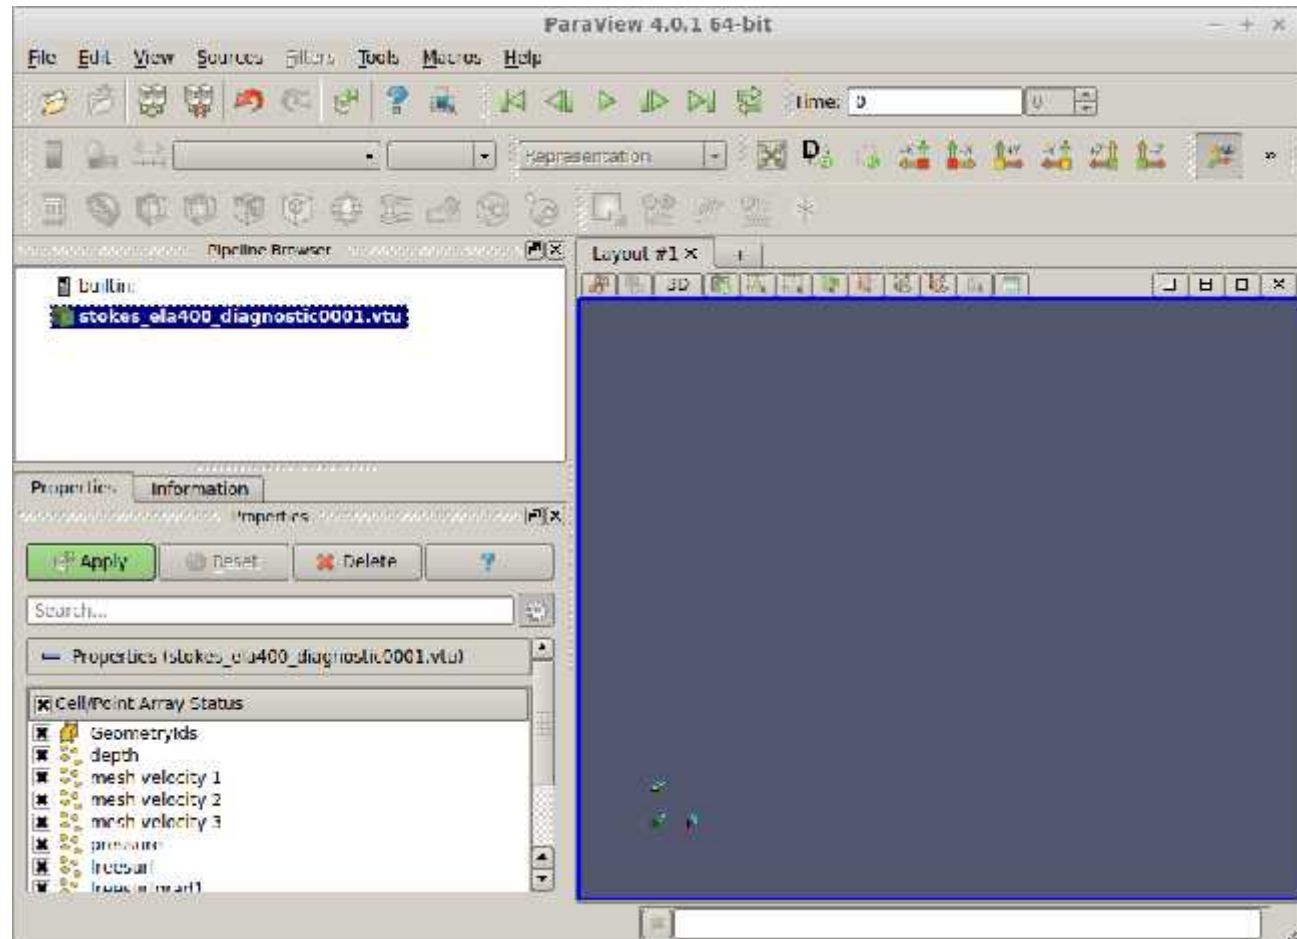 ParaView 4.0.1 64-bit
File Edit View Sources Filters Tools Macros Help
Time: 0 0
Representation
Pipeline Browser
Layout #1
builtin:
3D
stokes_ela400_diagnostic0001.vtu
Properties Information
Properties
Apply Reset Delete ?
Search...
Properties (stokes_ela400_diagnostic0001.vtu)
Cell/Point Array Status
GeometryIds
depth
mesh velocity 1
mesh velocity 2
mesh velocity 3
pressure
freesurf